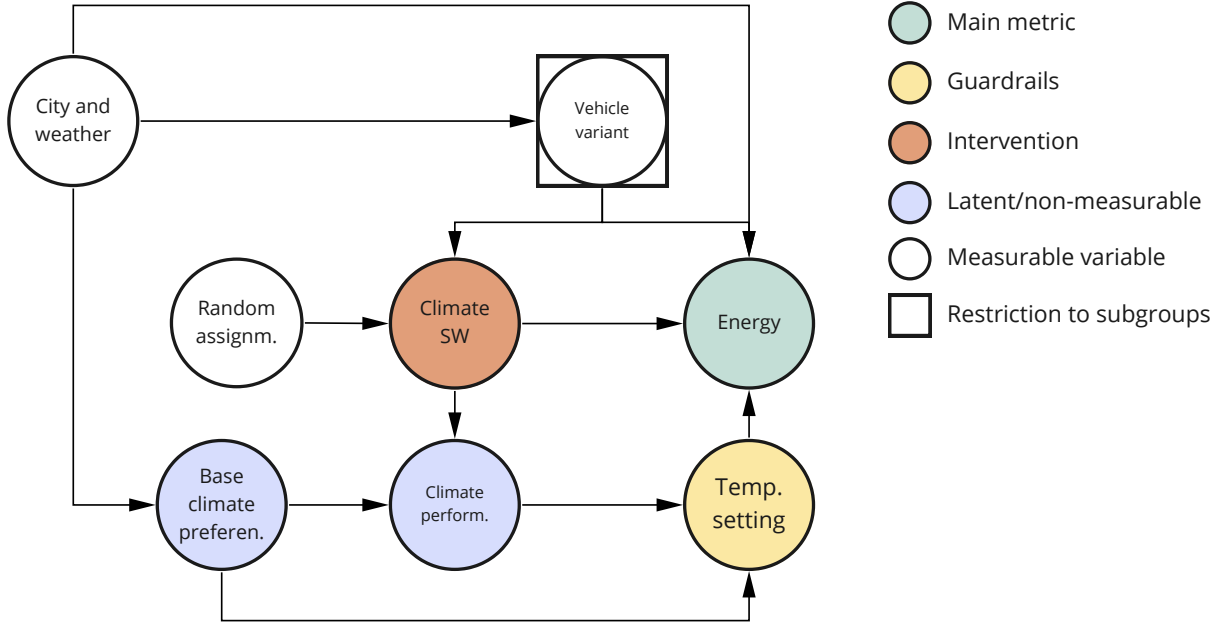 City and
weather
Vehicle
variant
Random
assignm.
Climate
SW
Energy
Base
climate
preferen.
Climate
perform.
Temp.
setting
Main metric
Guardrails
Intervention
Latent/non-measurable
Measurable variable
Restriction to subgroups